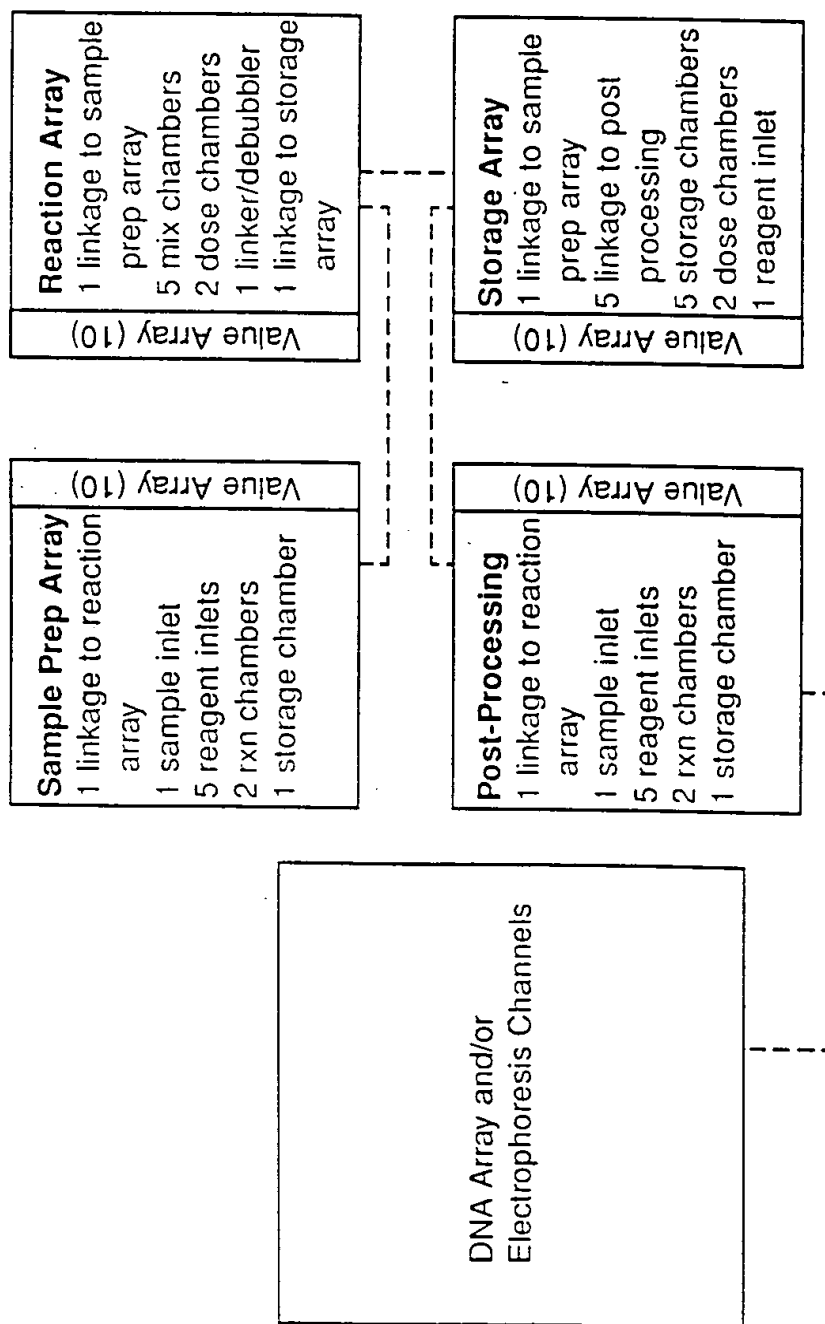 DNA Array and/or
Electrophoresis Channels
Sample Prep Array
1 linkage to reaction
array
1 sample inlet
5 reagent inlets
2 rxn chambers
1 storage chamber
Value Array (10)
Reaction Array
1 linkage to sample
prep array
5 mix chambers
2 dose chambers
1 linker/debubbler
1 linkage to storage
array
Value Array (10)
Post-Processing
1 linkage to reaction
array
1 sample inlet
5 reagent inlets
2 rxn chambers
1 storage chamber
Value Array (10)
Storage Array
1 linkage to sample
prep array
5 linkage to post
processing
5 storage chambers
2 dose chambers
1 reagent inlet
Value Array (10)